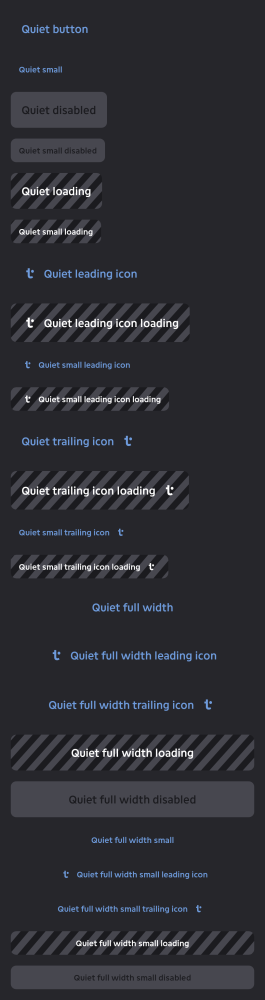 Quiet button
Quiet small
Quiet disabled
Quiet small disabled
Quiet loading
Quiet small loading
Quiet leading icon
Quiet leading icon loading
Quiet small leading icon
Quiet small leading icon loading
Quiet trailing icon
Quiet trailing icon loading
Quiet small trailing icon
Quiet small trailing icon loading
Quiet full width
Quiet full width leading icon
Quiet full width trailing icon
Quiet full width loading
Quiet full width disabled
Quiet full width small
Quiet full width small leading icon
Quiet full width small trailing icon
Quiet full width small loading
Quiet full width small disabled